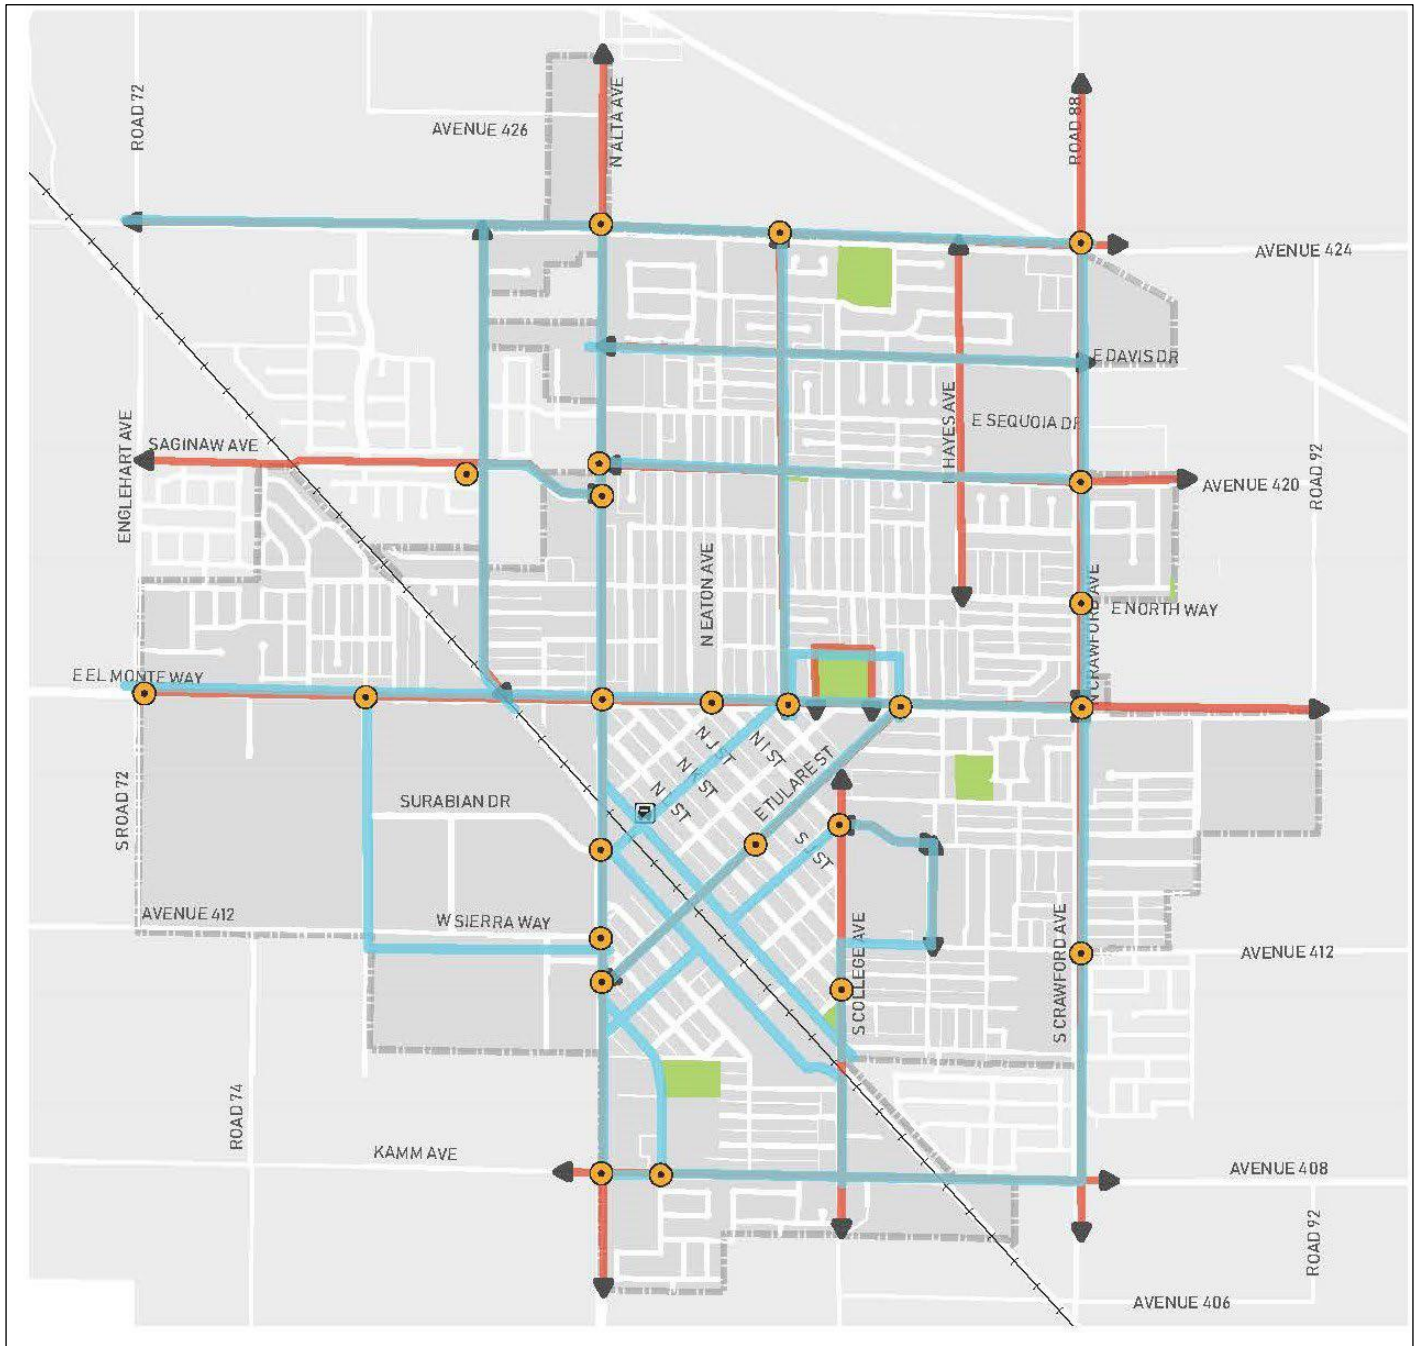 ROAD 72
AVENUE 426
N ALTA AVE
ROAD 88
AVENUE 424
E DAVIS DR
HAYES AVE
E SEQUOIA DR
ENGLEHART AVE
SAGINAW AVE
AVENUE 420
ROAD 92
N EATON AVE
E NORTH WAY
N CRAWFORD AVE
E EL MONTE WAY
N J ST
N I ST
N K ST
E TULARE ST
SURABIAN DR
S ROAD 72
AVENUE 412
W SIERRA WAY
S COLLEGE AVE
S CRAWFORD AVE
AVENUE 412
ROAD 74
KAMM AVE
AVENUE 408
ROAD 92
AVENUE 406